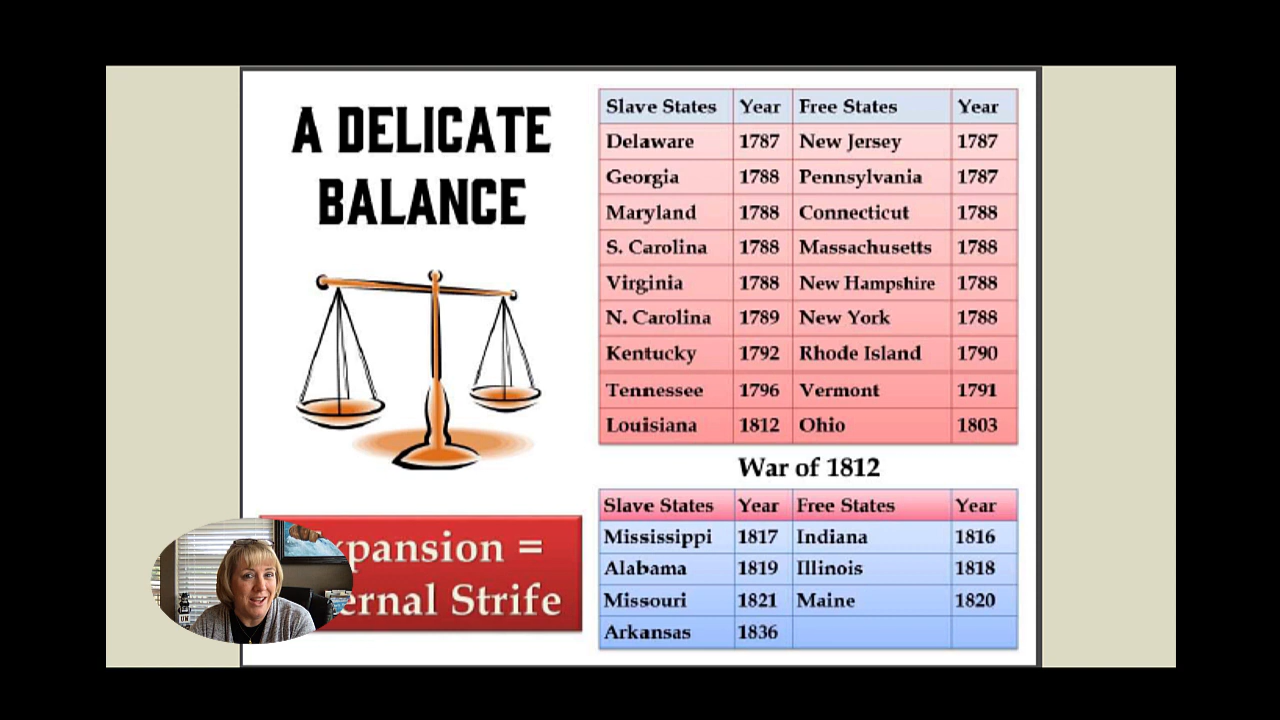 A DELICATE
BALANCE
pansion =
ernal Strife
Slave States Year Free States Year
Delaware 1787 New Jersey 1787
Georgia 1788 Pennsylvania 1787
Maryland 1788 Connecticut 1788
S. Carolina 1788 Massachusetts 1788
Virginia 1788 New Hampshire 1788
N. Carolina 1789 New York 1788
Kentucky 1792 Rhode Island 1790
Tennessee 1796 Vermont 1791
Louisiana 1812 Ohio 1803
War of 1812
Slave States Year Free States Year
Mississippi 1817 Indiana 1816
Alabama 1819 Illinois 1818
Missouri 1821 Maine 1820
Arkansas 1836